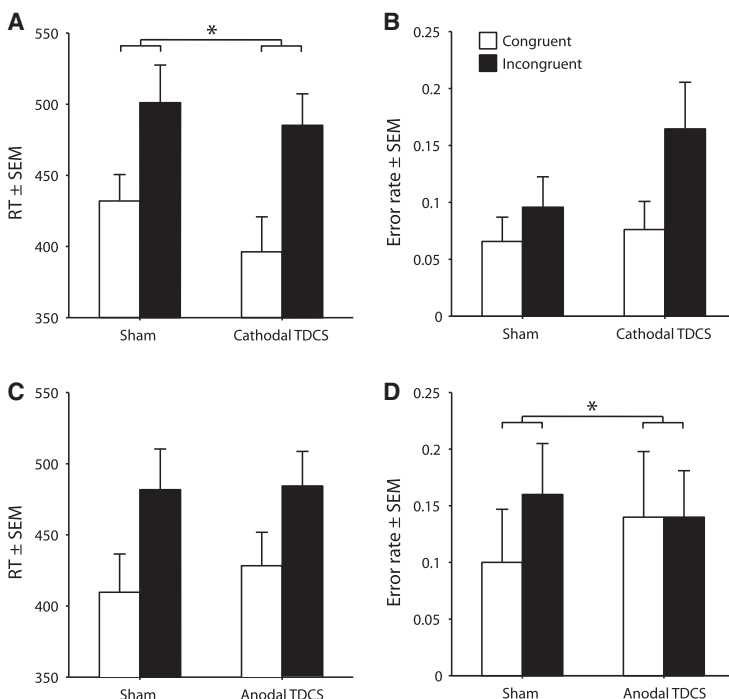 A
550
500
450
400
350
RT ± SEM
*
Sham
Cathodal TDCS
B
0.25
0.2
0.15
0.1
0.05
0
Error rate ± SEM
Congruent
Incongruent
Sham
Cathodal TDCS
C
550
500
450
400
350
RT ± SEM
Sham
Anodal TDCS
D
0.25
0.2
0.15
0.1
0.05
0
Error rate ± SEM
*
Sham
Anodal TDCS